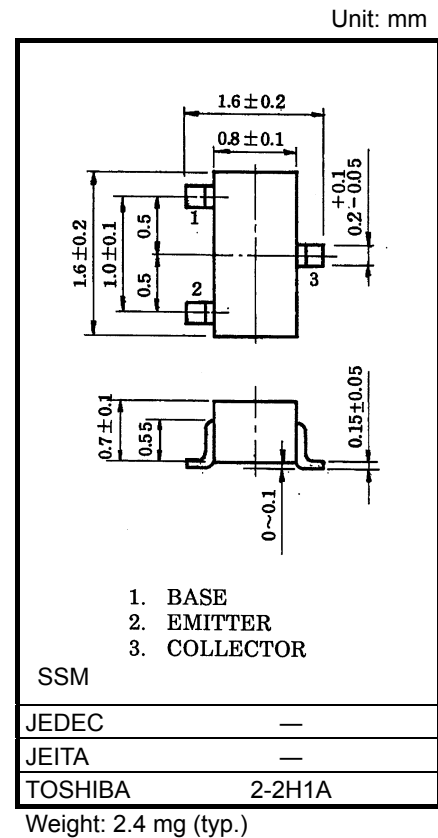 Unit: mm
1.6±0.2
0.8±0.1
1.6±0.2
1.0±0.1
0.5
0.5
1
2
3
+0.1
0.2-0.05
0.7±0.1
0.55
0.15±0.05
0~0.1
1. BASE
2. EMITTER
3. COLLECTOR
SSM
JEDEC —
JEITA —
TOSHIBA 2-2H1A
Weight: 2.4 mg (typ.)